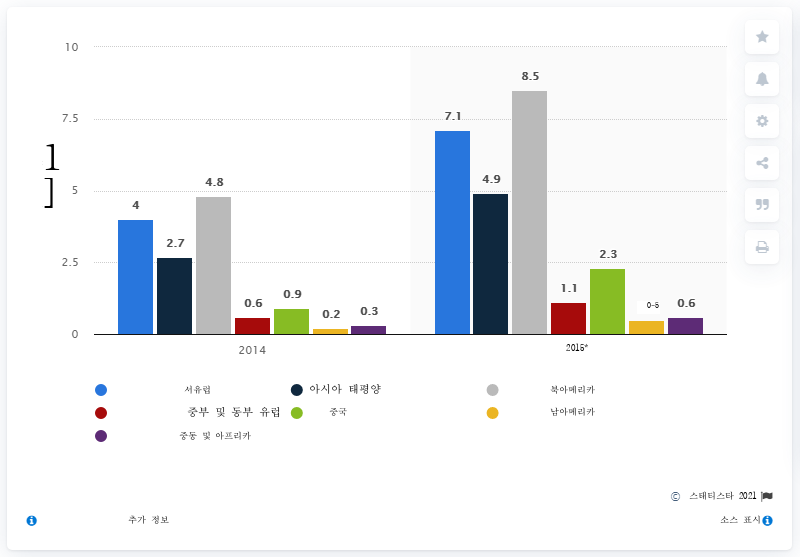 10
7.5
5
2.5
0
1
]
4
2.7
4.8
0.6
0.9
0.2
0.3
7.1
4.9
8.5
1.1
2.3
0-5
0.6
2014
2015*
서유럽
아시아 태평양
북아메리카
중부 및 동부 유럽
중국
남아메리카
중동 및 아프리카
© 스태티스타 2021
추가 정보
소스 표시